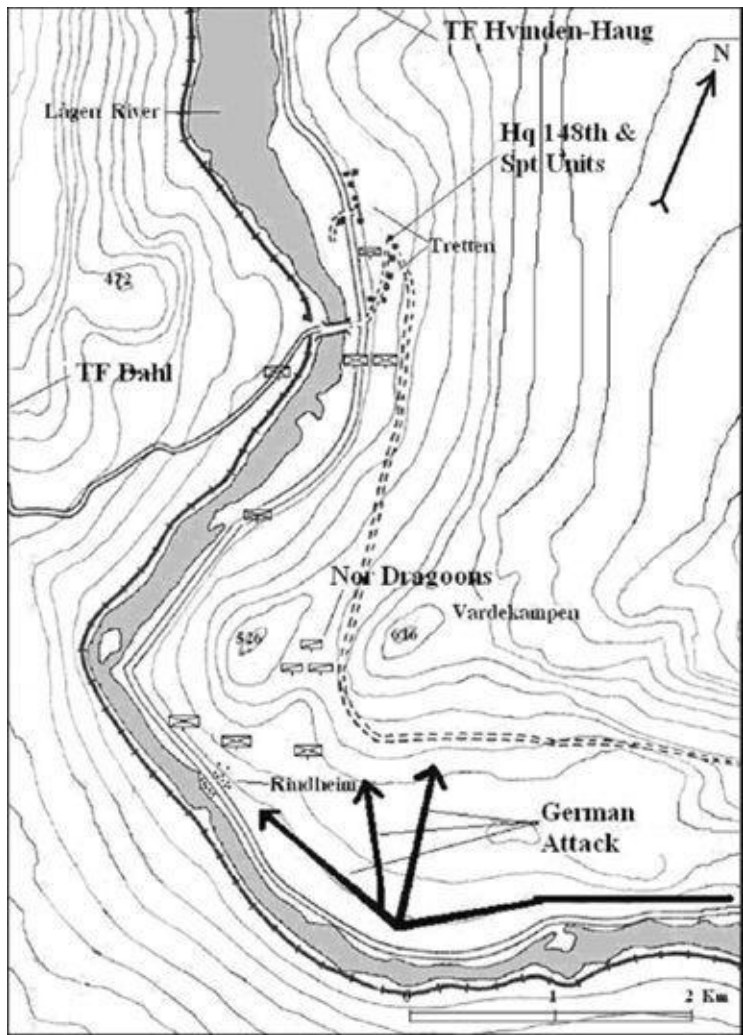 TF Hvinden-Haug
N
Lågen River
Hq 148th &
Spt Units
Tretten
472
TF Dahl
Nor Dragoons
526
616
Vardekampen
Rindheim
German
Attack
0 1 2 Km